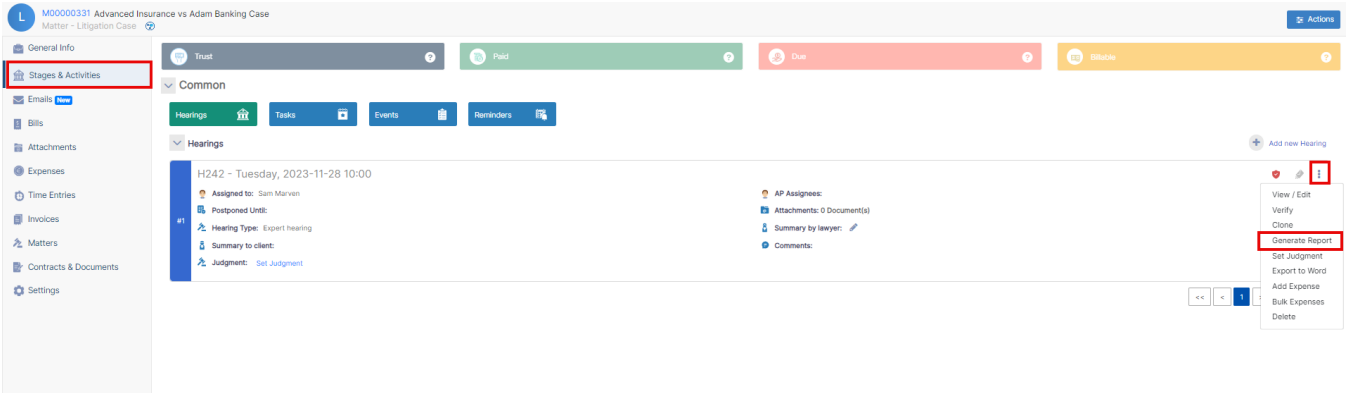 L
M00000331 Advanced Insurance vs Adam Banking Case
Matter - Litigation Case
Actions
General Info
Stages & Activities
Emails New
Bills
Attachments
Expenses
Time Entries
Invoices
Matters
Contracts & Documents
Settings
Trust ?
Paid ?
Due ?
Billable ?
Common
Hearings
Tasks
Events
Reminders
Hearings
+ Add new Hearing
#1
H242 - Tuesday, 2023-11-28 10:00
Assigned to: Sam Marven
Postponed Until:
Hearing Type: Expert hearing
Summary to client:
Judgment: Set Judgment
AP Assignees:
Attachments: 0 Document(s)
Summary by lawyer:
Comments:
View / Edit
Verify
Clone
Generate Report
Set Judgment
Export to Word
Add Expense
Bulk Expenses
Delete
<< < 1